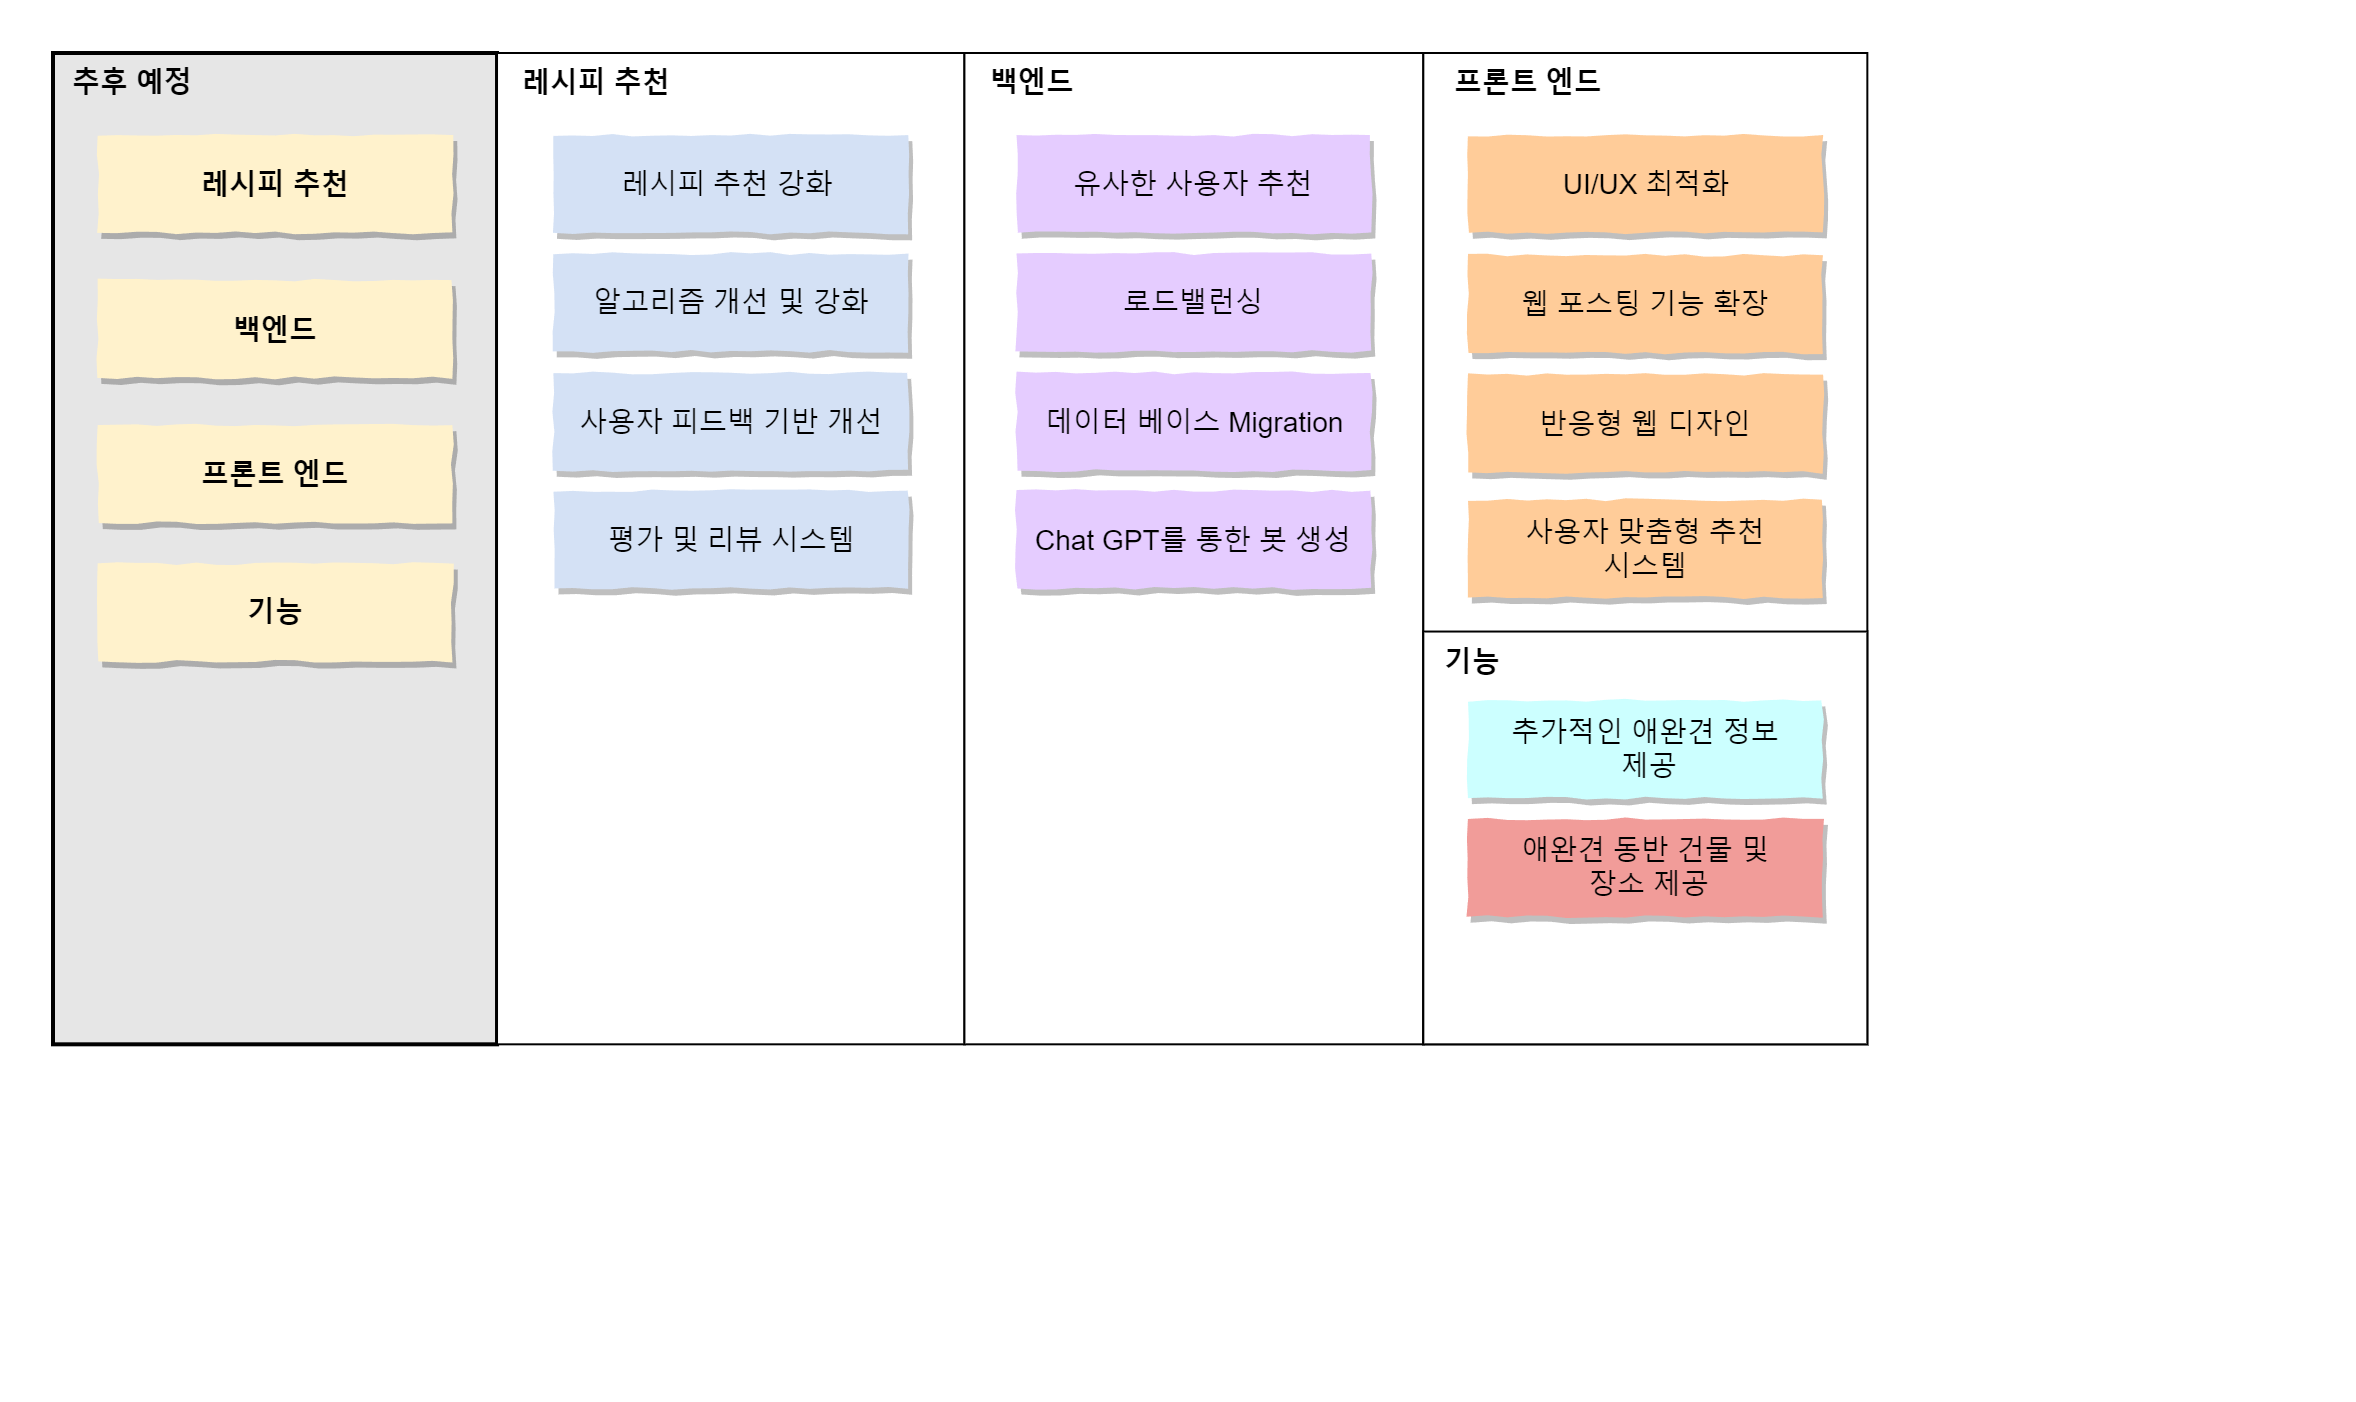 추후 예정
레시피 추천
백엔드
프론트 엔드
기능
레시피 추천
레시피 추천 강화
알고리즘 개선 및 강화
사용자 피드백 기반 개선
평가 및 리뷰 시스템
백엔드
유사한 사용자 추천
로드밸런싱
데이터 베이스 Migration
Chat GPT를 통한 봇 생성
프론트 엔드
UI/UX 최적화
웹 포스팅 기능 확장
반응형 웹 디자인
사용자 맞춤형 추천
시스템
기능
추가적인 애완견 정보
제공
애완견 동반 건물 및
장소 제공